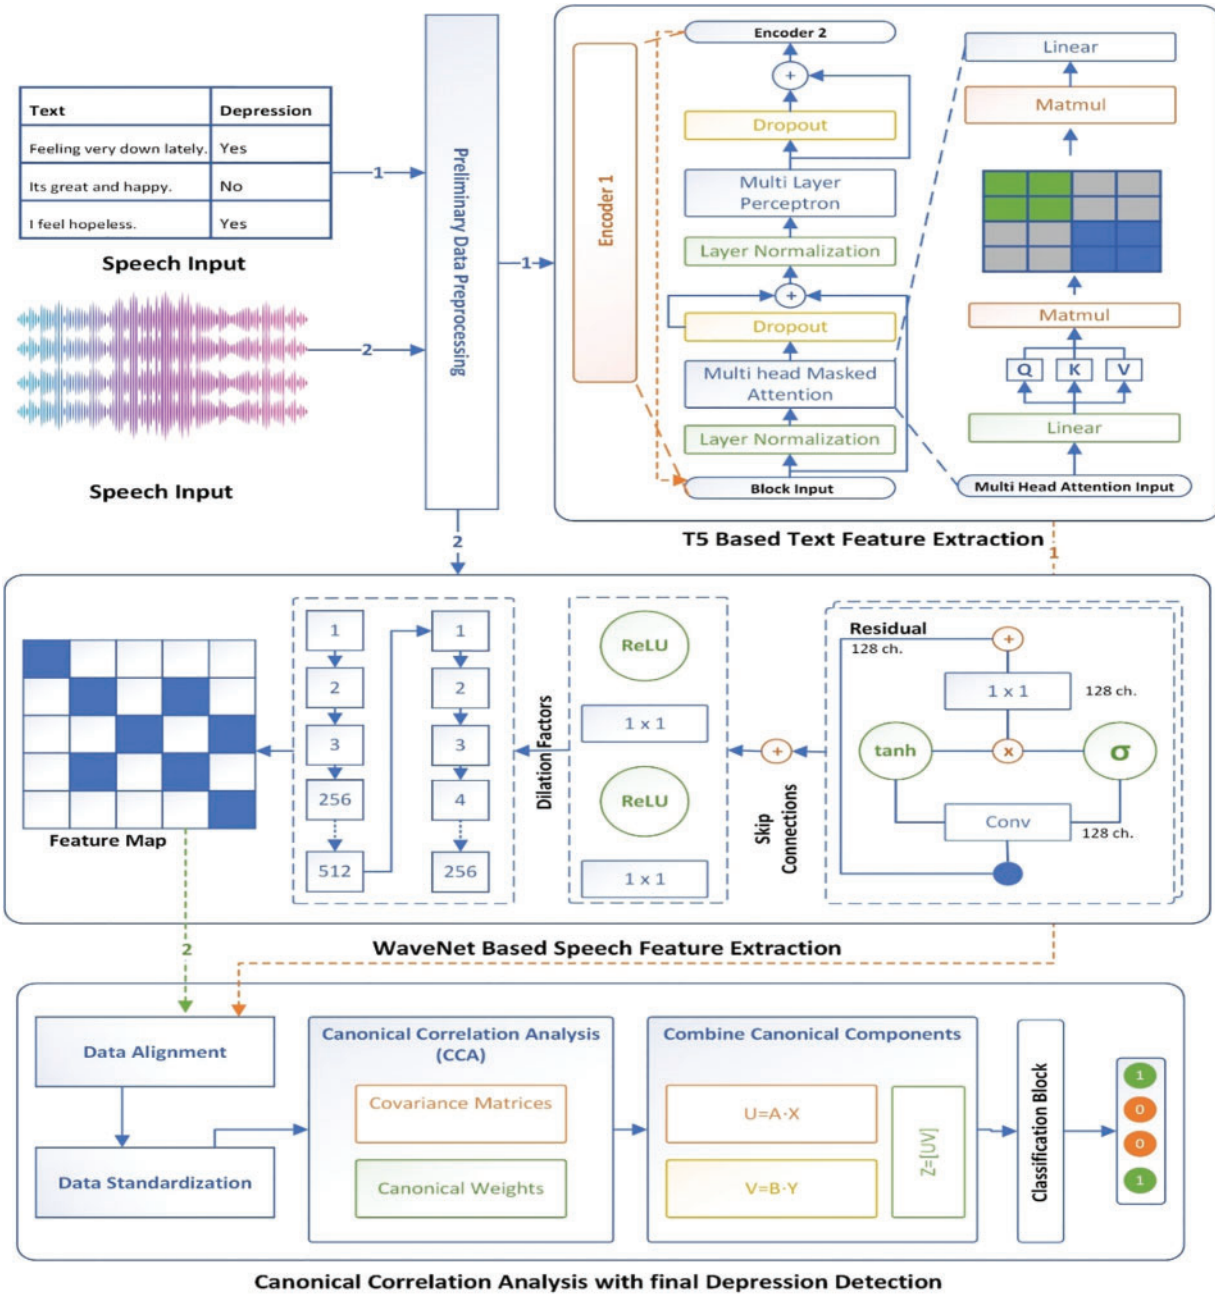 Text Depression
Feeling very down lately. Yes
Its great and happy. No
I feel hopeless. Yes
Speech Input
Speech Input
1
2
Preliminary Data Preprocessing
1
2
Encoder 1
Encoder 2
+
Dropout
Multi Layer
Perceptron
Layer Normalization
+
Dropout
Multi head Masked
Attention
Layer Normalization
Block Input
Linear
Matmul
Matmul
Q K V
Linear
Multi Head Attention Input
T5 Based Text Feature Extraction
1
Feature Map
1
2
3
256
512
1
2
3
4
256
Dilation Factors
ReLU
1 x 1
ReLU
1 x 1
+
Skip
Connections
Residual
128 ch.
+
1 x 1
128 ch.
tanh
x
σ
Conv
128 ch.
WaveNet Based Speech Feature Extraction
2
Data Alignment
Data Standardization
Canonical Correlation Analysis
(CCA)
Covariance Matrices
Canonical Weights
Combine Canonical Components
U=A·X
V=B·Y
Z=[UV]
Classification Block
1
0
0
1
Canonical Correlation Analysis with final Depression Detection